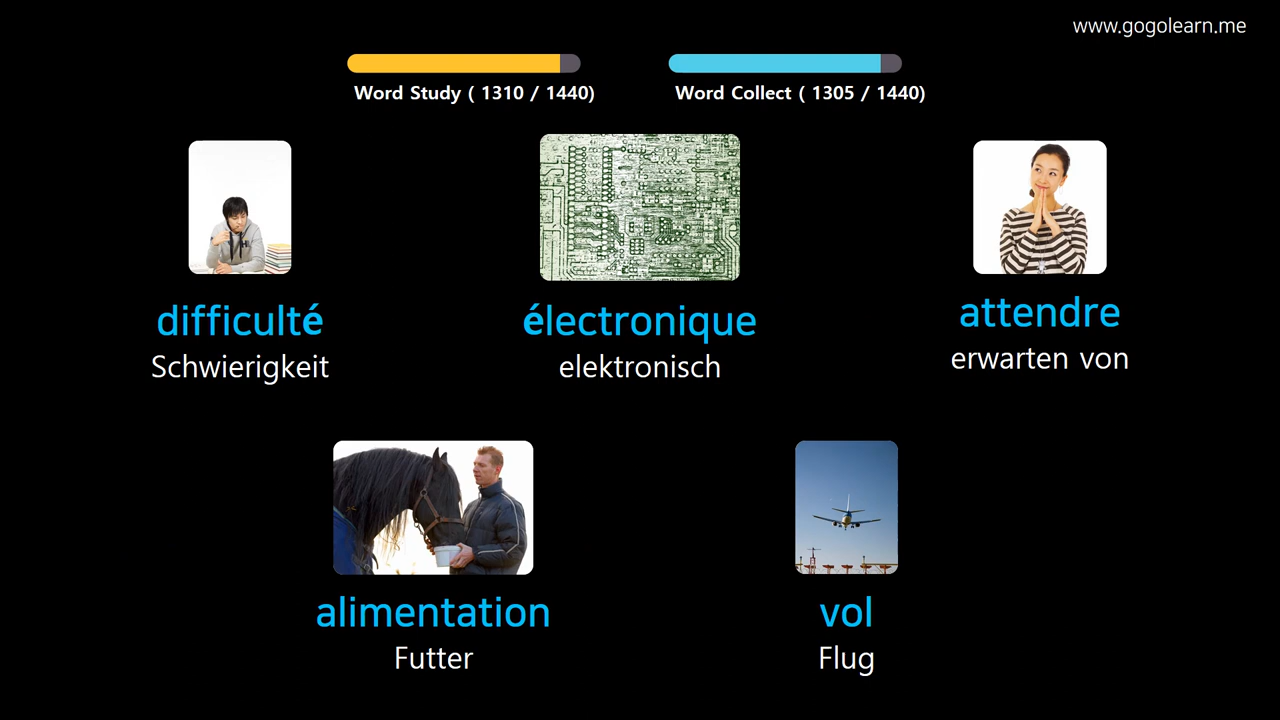 www.gogolearn.me
Word Study ( 1310 / 1440)
Word Collect ( 1305 / 1440)
difficulté
Schwierigkeit
électronique
elektronisch
attendre
erwarten von
alimentation
Futter
vol
Flug